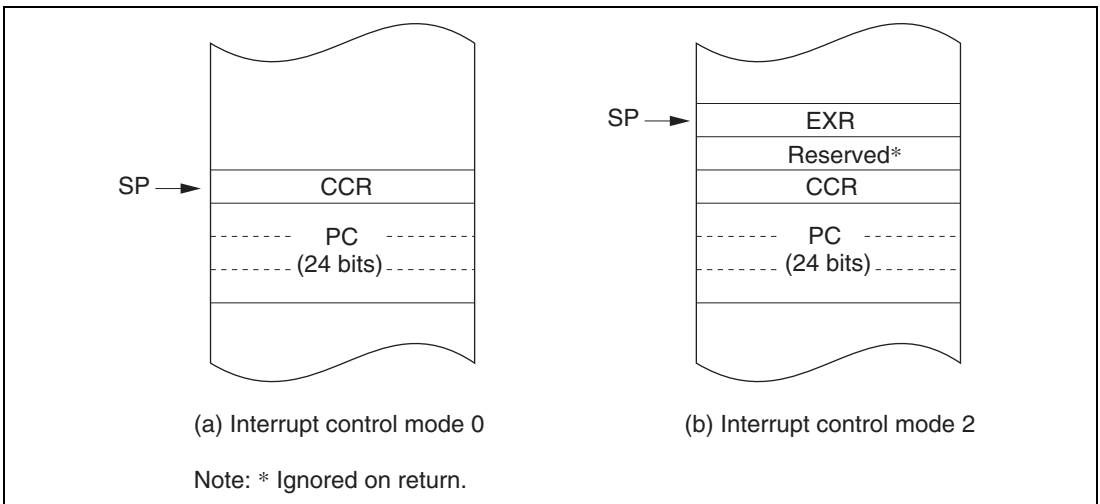 SP
CCR
PC
(24 bits)
(a) Interrupt control mode 0
SP
EXR
Reserved*
CCR
PC
(24 bits)
(b) Interrupt control mode 2
Note: * Ignored on return.